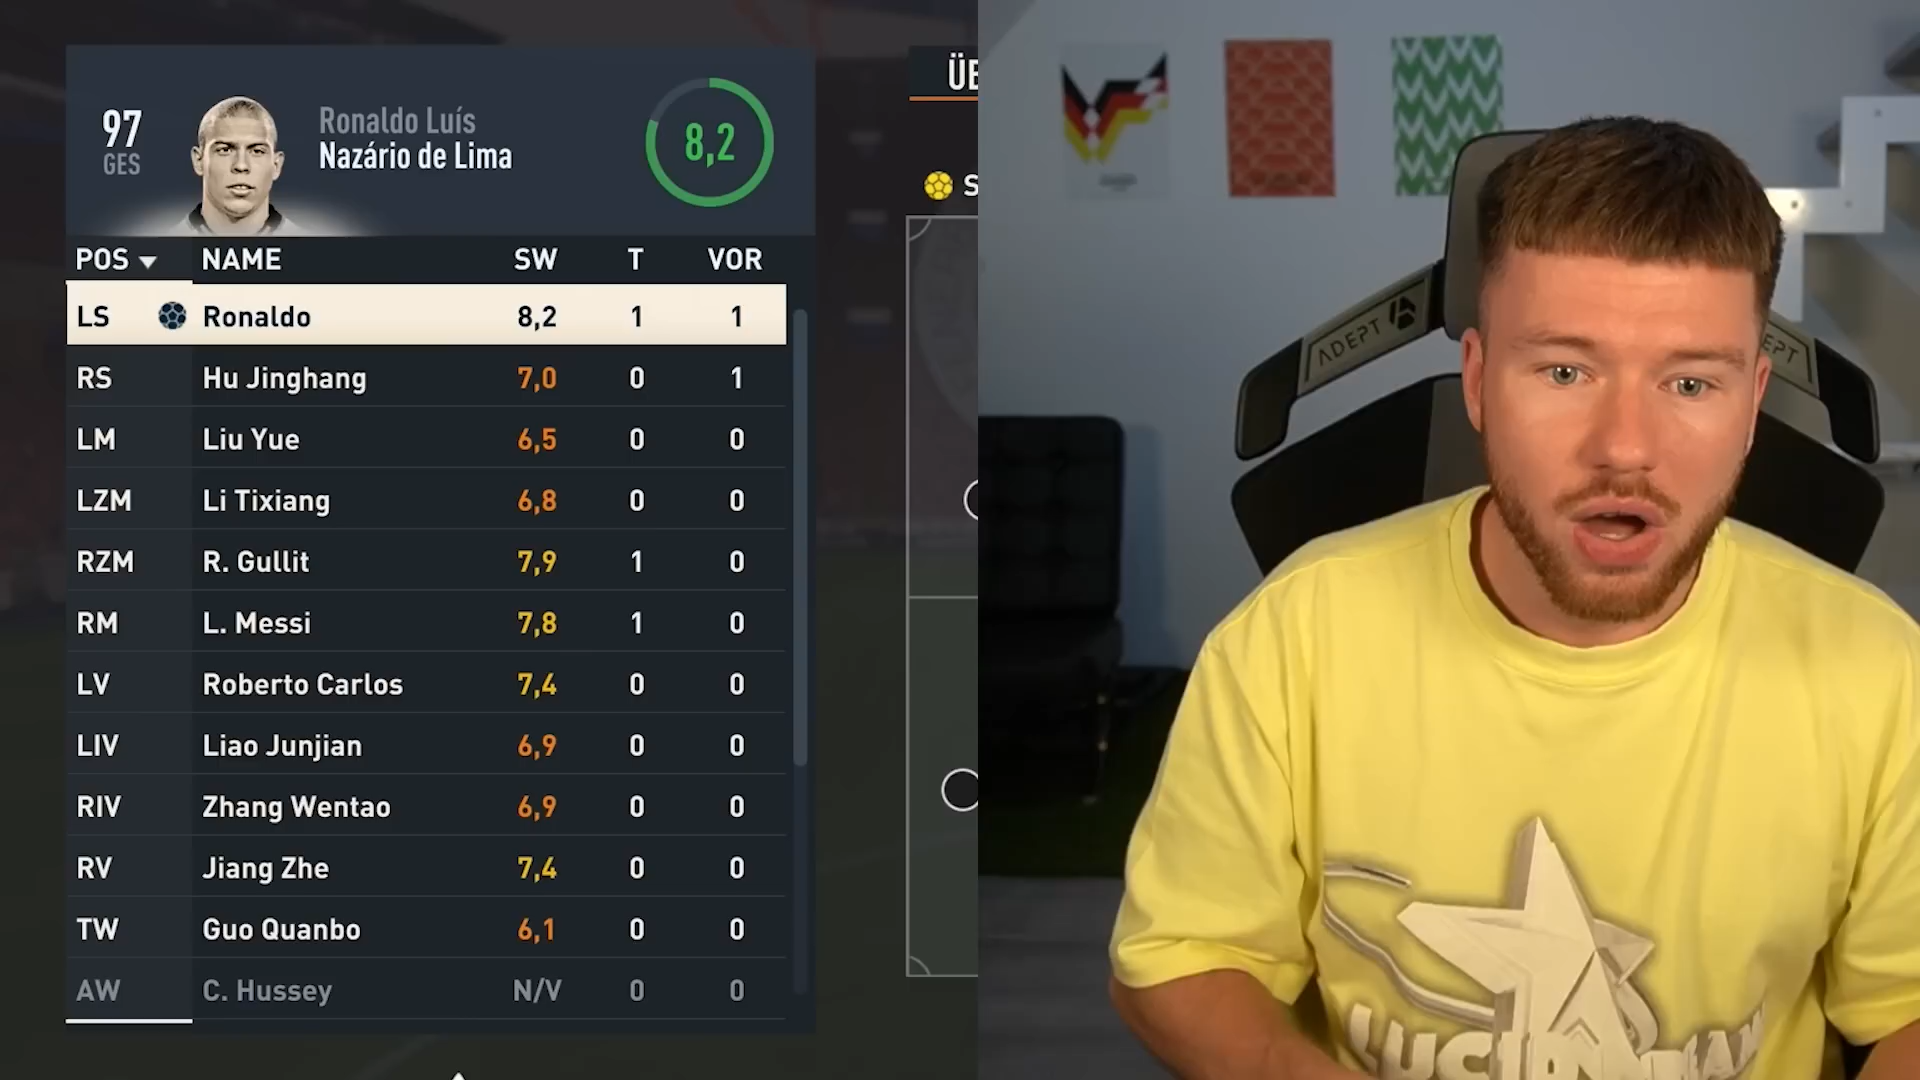 97
GES
Ronaldo Luís
Nazário de Lima
8,2
POS NAME SW T VOR
LS Ronaldo 8,2 1 1
RS Hu Jinghang 7,0 0 1
LM Liu Yue 6,5 0 0
LZM Li Tixiang 6,8 0 0
RZM R. Gullit 7,9 1 0
RM L. Messi 7,8 1 0
LV Roberto Carlos 7,4 0 0
LIV Liao Junjian 6,9 0 0
RIV Zhang Wentao 6,9 0 0
RV Jiang Zhe 7,4 0 0
TW Guo Quanbo 6,1 0 0
AW C. Hussey N/V 0 0
ÜB
S
ADEPT
EPT